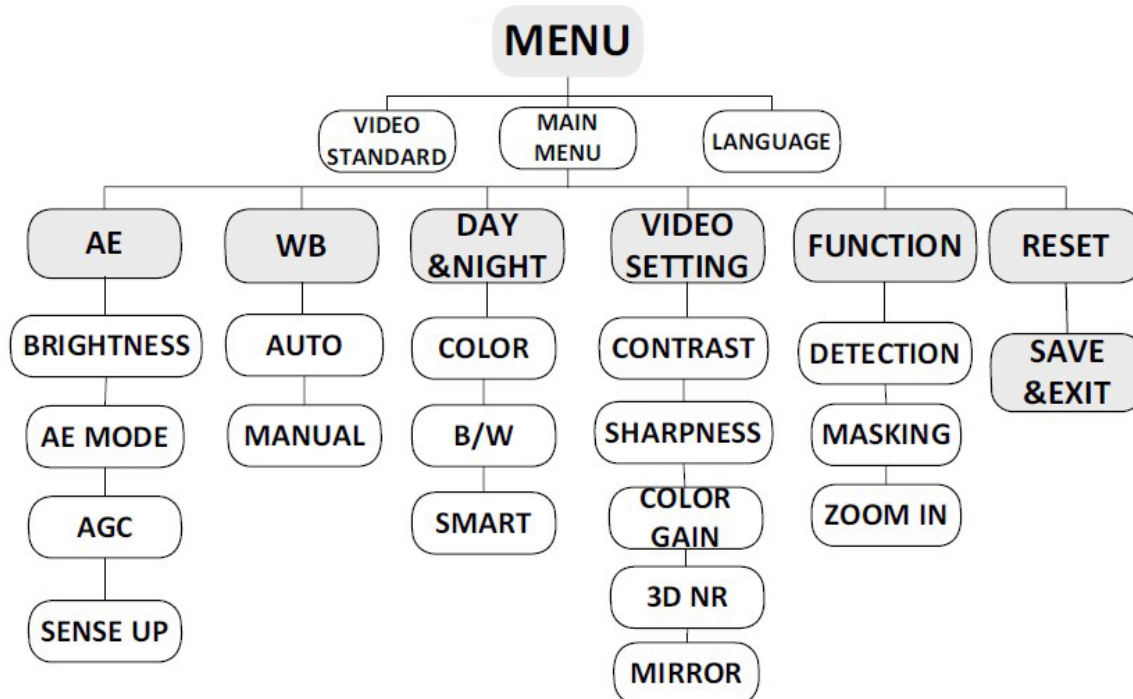 MENU
VIDEO
STANDARD
MAIN
MENU
LANGUAGE
AE
WB
DAY
&NIGHT
VIDEO
SETTING
FUNCTION
RESET
BRIGHTNESS
AUTO
COLOR
CONTRAST
DETECTION
SAVE
&EXIT
AE MODE
MANUAL
B/W
SHARPNESS
MASKING
AGC
SMART
COLOR
GAIN
ZOOM IN
3D NR
SENSE UP
MIRROR